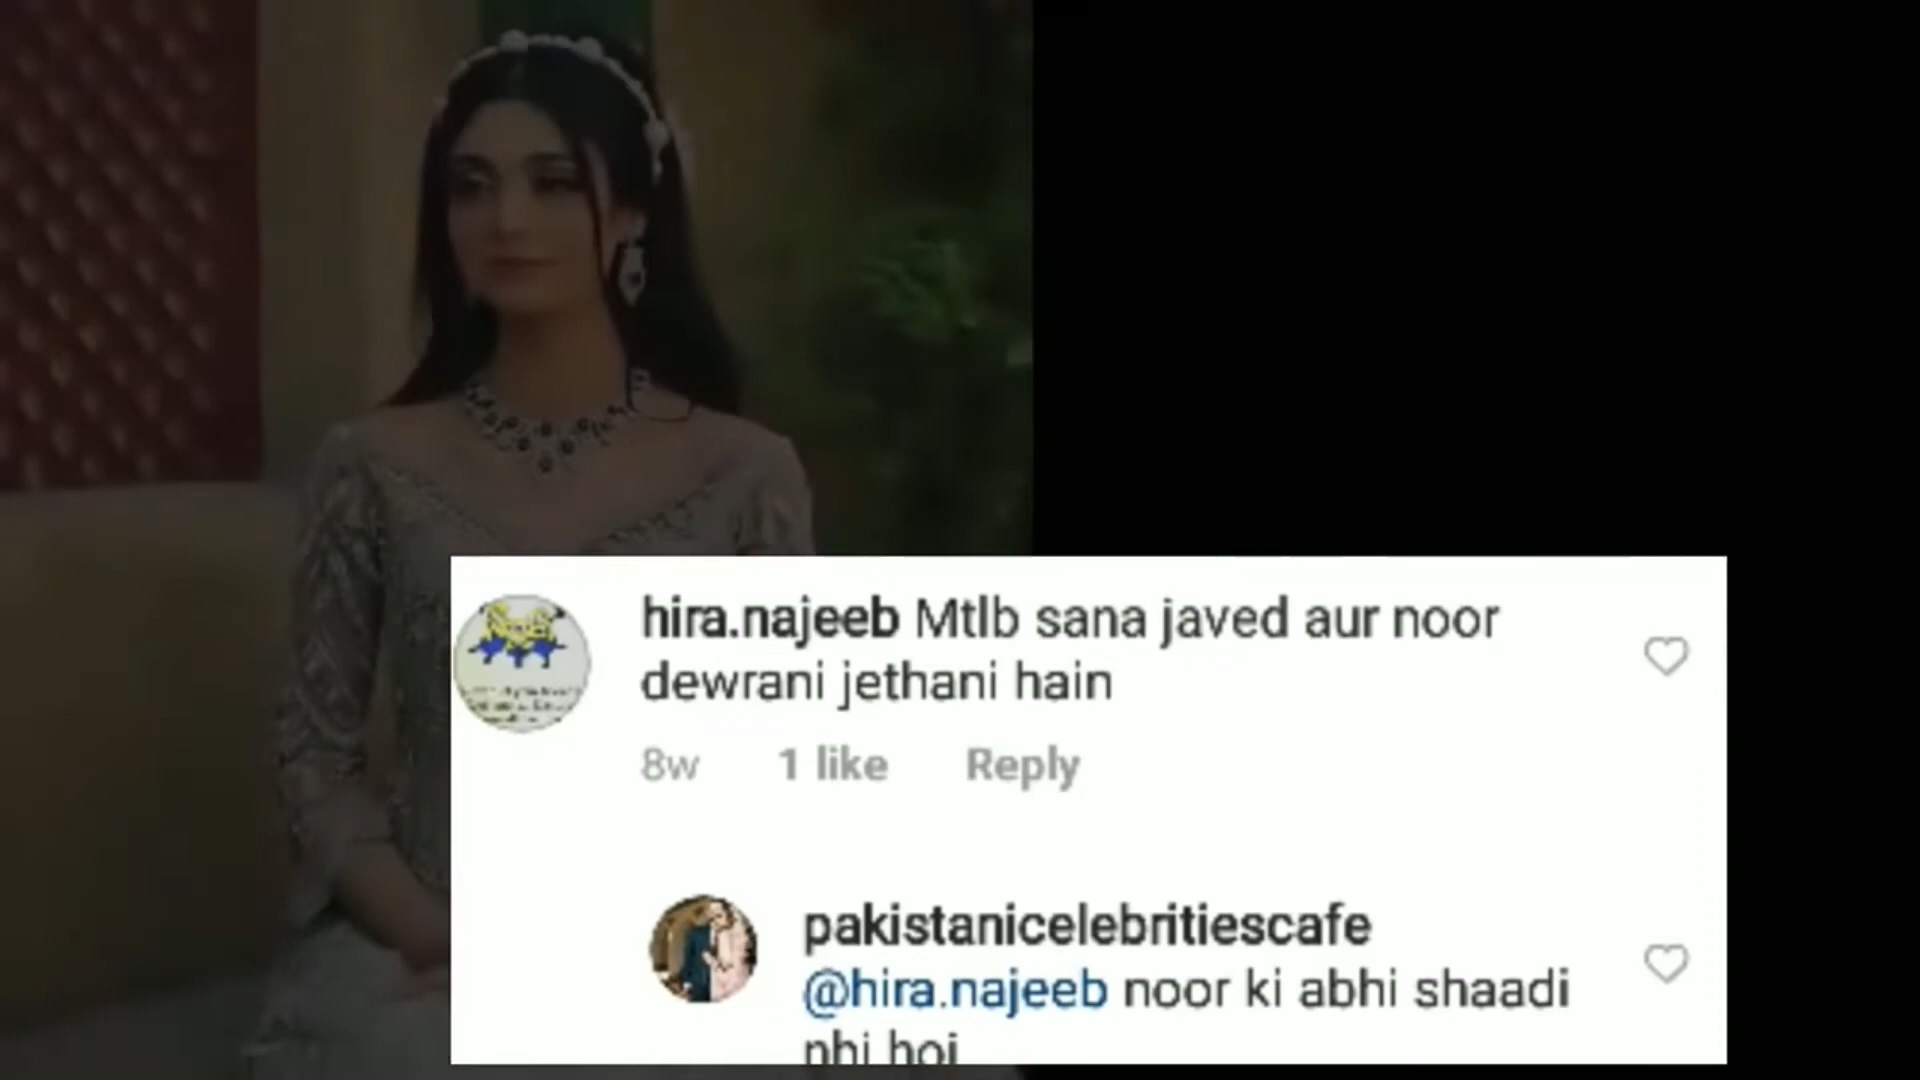 hira.najeeb Mtlb sana javed aur noor
dewrani jethani hain
8w 1 like Reply
pakistanicelebritiescafe
@hira.najeeb noor ki abhi shaadi
nhi hoi